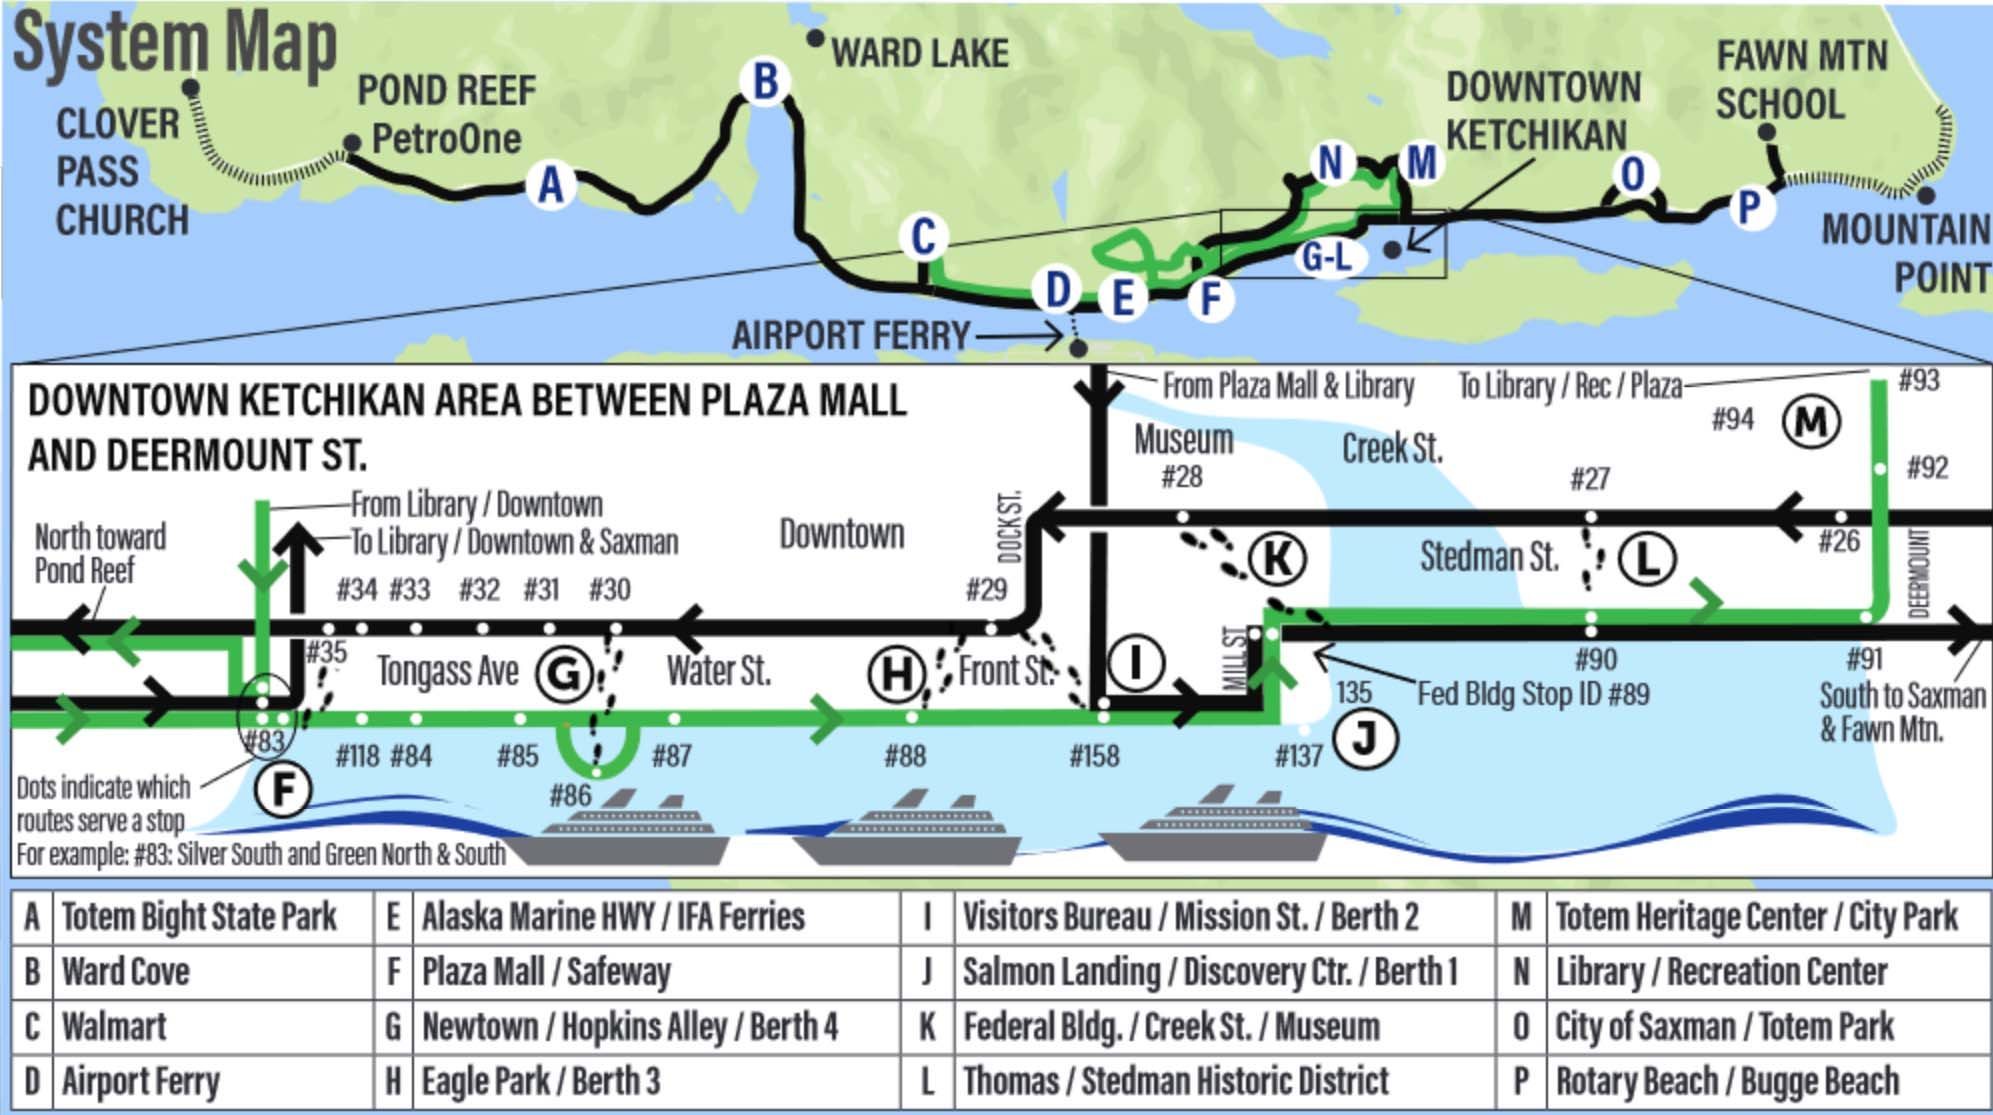 System Map
CLOVER
PASS
CHURCH
POND REEF
PetroOne
WARD LAKE
DOWNTOWN
KETCHIKAN
FAWN MTN
SCHOOL
MOUNTAIN
POINT
AIRPORT FERRY
A
B
C
D
E
F
G-L
N
M
O
P
DOWNTOWN KETCHIKAN AREA BETWEEN PLAZA MALL
AND DEERMOUNT ST.
From Plaza Mall & Library
To Library / Rec / Plaza
#93
#94
M
#92
Museum
#28
Creek St.
#27
#26
From Library / Downtown
To Library / Downtown & Saxman
North toward
Pond Reef
Downtown
DOCK ST.
K
Stedman St.
L
DEERMOUNT
#34
#33
#32
#31
#30
#29
#35
Tongass Ave
G
Water St.
H
Front St.
I
MILL ST
#90
#91
135
Fed Bldg Stop ID #89
South to Saxman
& Fawn Mtn.
#83
#118
#84
#85
#86
#87
#88
#158
#137
J
F
Dots indicate which
routes serve a stop
For example: #83: Silver South and Green North & South
A Totem Bight State Park E Alaska Marine HWY / IFA Ferries I Visitors Bureau / Mission St. / Berth 2 M Totem Heritage Center / City Park
B Ward Cove F Plaza Mall / Safeway J Salmon Landing / Discovery Ctr. / Berth 1 N Library / Recreation Center
C Walmart G Newtown / Hopkins Alley / Berth 4 K Federal Bldg. / Creek St. / Museum O City of Saxman / Totem Park
D Airport Ferry H Eagle Park / Berth 3 L Thomas / Stedman Historic District P Rotary Beach / Bugge Beach